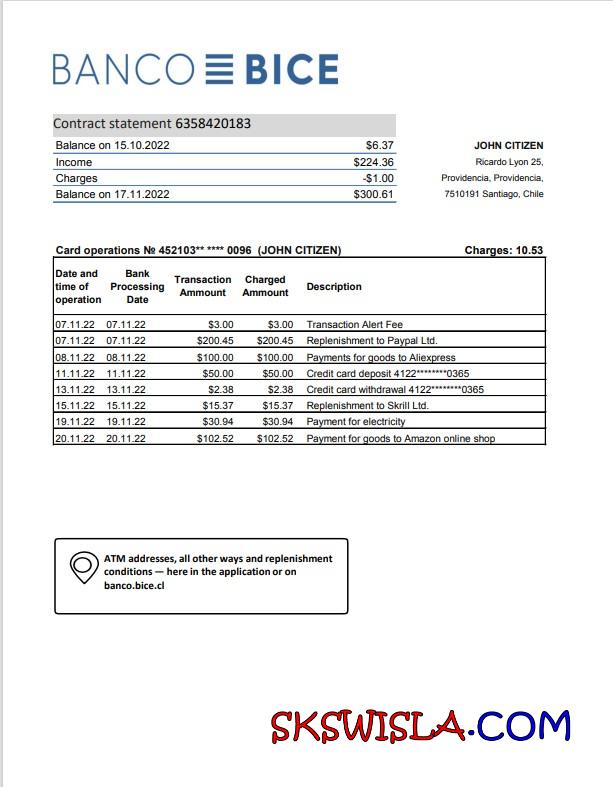 BANCO BICE
Contract statement 6358420183
Balance on 15.10.2022 $6.37
Income $224.36
Charges -$1.00
Balance on 17.11.2022 $300.61
JOHN CITIZEN
Ricardo Lyon 25,
Providencia, Providencia,
7510191 Santiago, Chile
Card operations № 452103** **** 0096 (JOHN CITIZEN) Charges: 10.53
Date and time of operation Bank Processing Date Transaction Amount Charged Amount Description
07.11.22 07.11.22 $3.00 $3.00 Transaction Alert Fee
07.11.22 07.11.22 $200.45 $200.45 Replenishment to Paypal Ltd.
08.11.22 08.11.22 $100.00 $100.00 Payments for goods to Aliexpress
11.11.22 11.11.22 $50.00 $50.00 Credit card deposit 4122********0365
13.11.22 13.11.22 $2.38 $2.38 Credit card withdrawal 4122********0365
15.11.22 15.11.22 $15.37 $15.37 Replenishment to Skrill Ltd.
19.11.22 19.11.22 $30.94 $30.94 Payment for electricity
20.11.22 20.11.22 $102.52 $102.52 Payment for goods to Amazon online shop
ATM addresses, all other ways and replenishment
conditions — here in the application or on
banco.bice.cl
SKSWISLA.COM